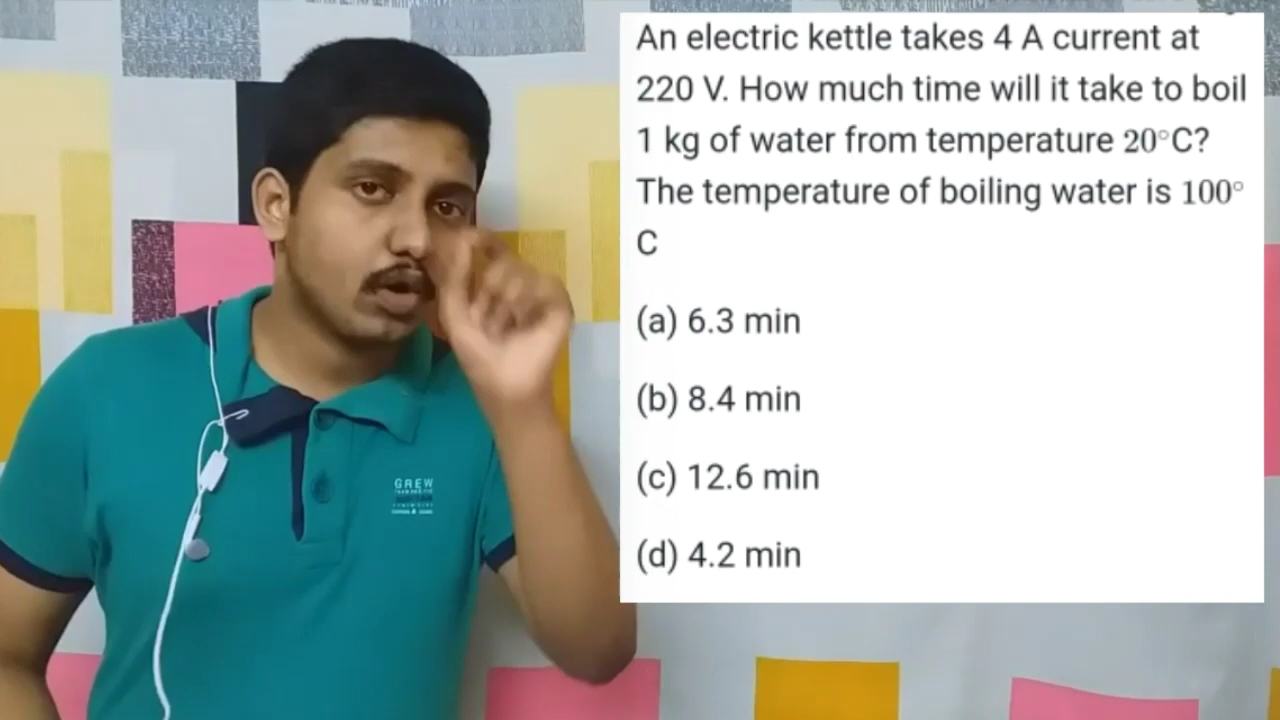 An electric kettle takes 4 A current at
220 V. How much time will it take to boil
1 kg of water from temperature 20°C?
The temperature of boiling water is 100°
C
(a) 6.3 min
(b) 8.4 min
(c) 12.6 min
(d) 4.2 min
GREW